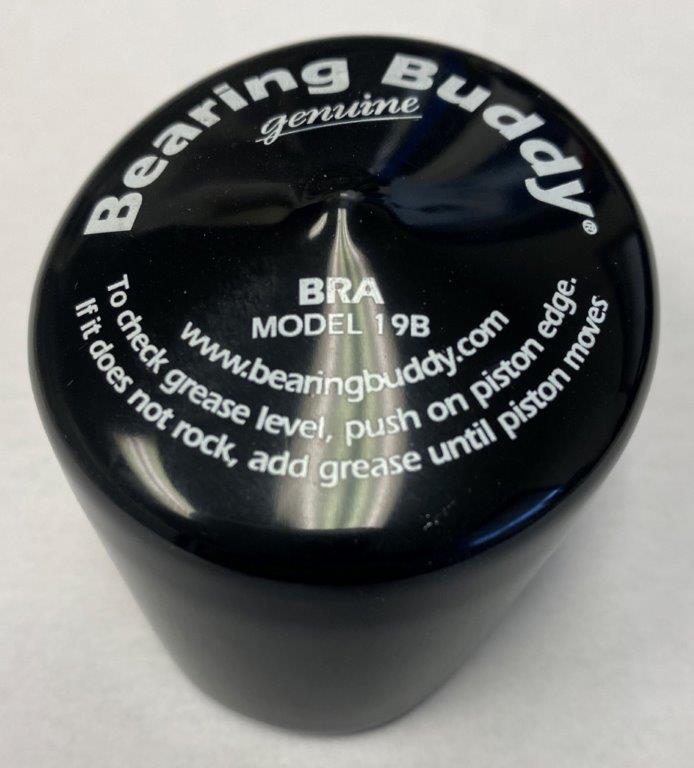 Bearing Buddy®
genuine
BRA
MODEL 19B
www.bearingbuddy.com
To check grease level, push on piston edge.
If it does not rock, add grease until piston moves